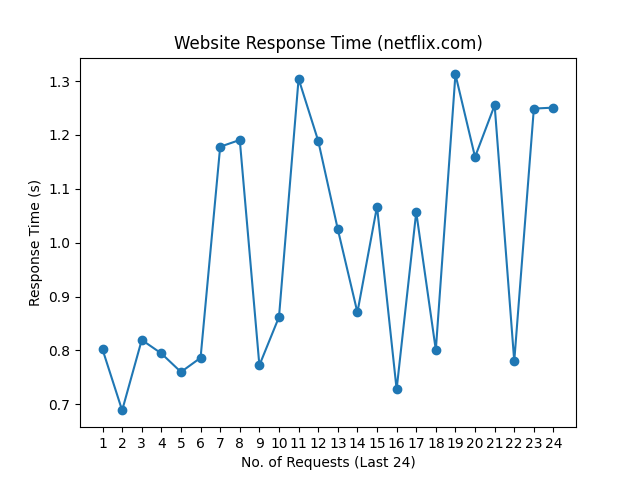 Website Response Time (netflix.com)
Response Time (s)
1.3
1.2
1.1
1.0
0.9
0.8
0.7
1 2 3 4 5 6 7 8 9 10 11 12 13 14 15 16 17 18 19 20 21 22 23 24
No. of Requests (Last 24)